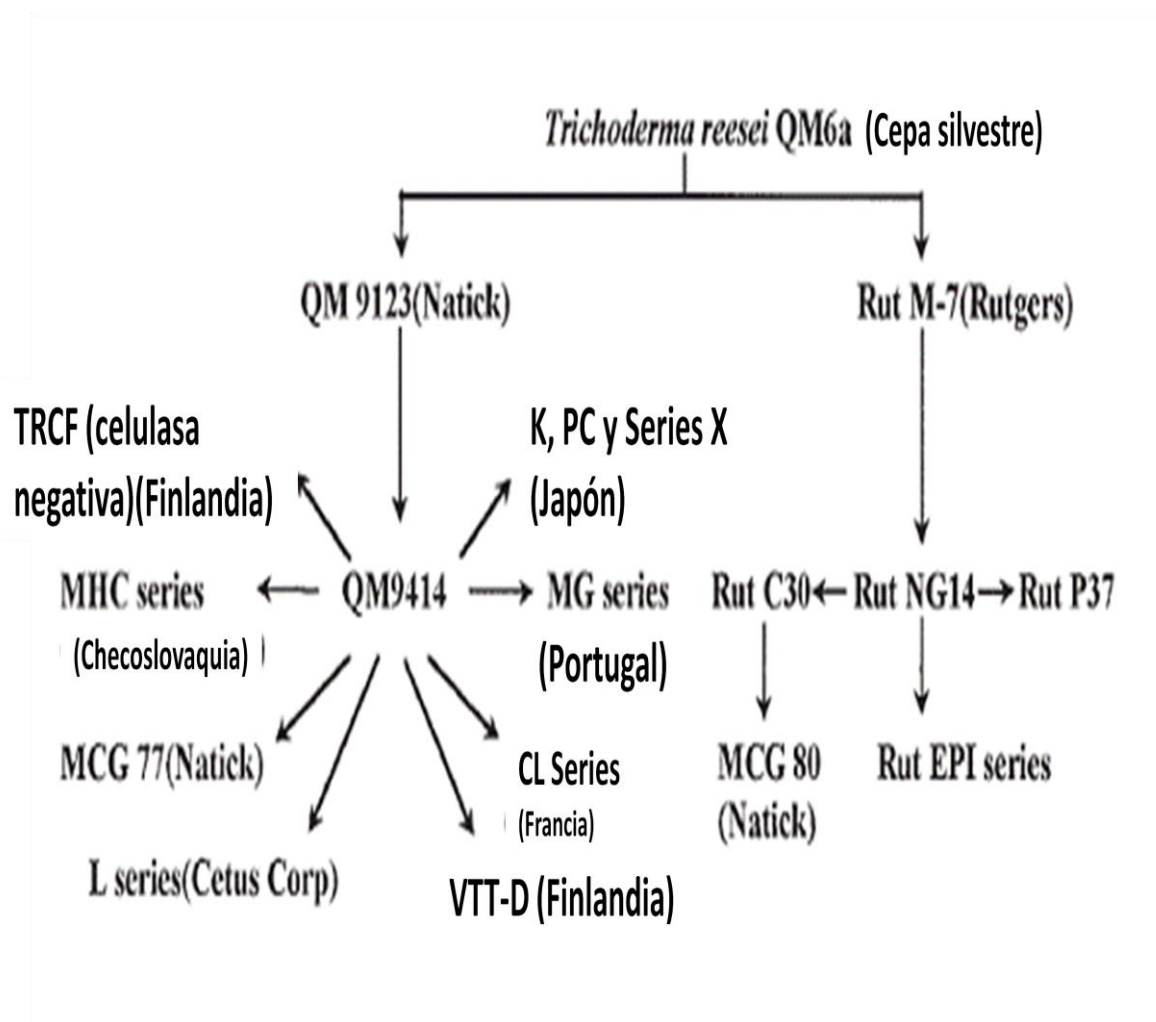 Trichoderma reesei QM6a (Cepa silvestre)
QM 9123(Natick)
Rut M-7(Rutgers)
TRCF (celulasa
negativa)(Finlandia)
K, PC y Series X
(Japón)
MHC series
(Checoslovaquia)
QM9414
MG series
(Portugal)
Rut C30
Rut NG14
Rut P37
MCG 77(Natick)
CL Series
(Francia)
MCG 80
(Natick)
Rut EPI series
L series(Cetus Corp)
VTT-D (Finlandia)